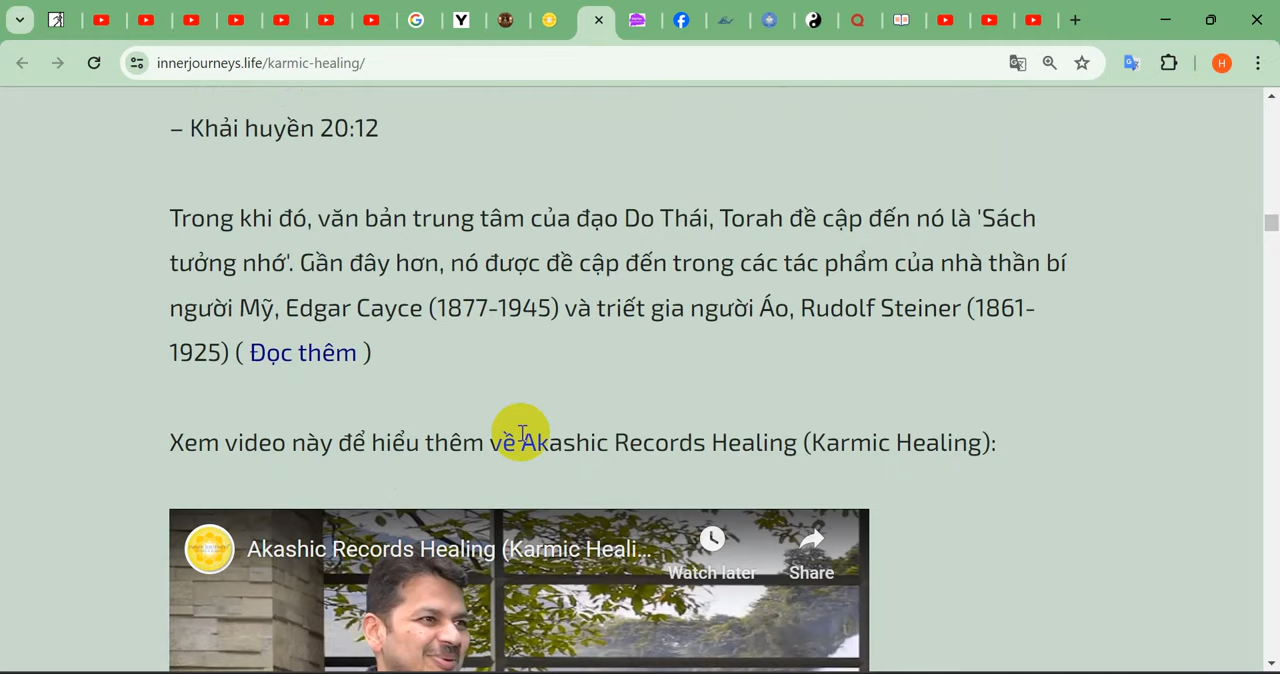 innerjourneys.life/karmic-healing/
H
– Khải huyền 20:12
Trong khi đó, văn bản trung tâm của đạo Do Thái, Torah đề cập đến nó là 'Sách
tưởng nhớ'. Gần đây hơn, nó được đề cập đến trong các tác phẩm của nhà thần bí
người Mỹ, Edgar Cayce (1877-1945) và triết gia người Áo, Rudolf Steiner (1861-
1925) ( Đọc thêm )
Xem video này để hiểu thêm về Akashic Records Healing (Karmic Healing):
Akashic Records Healing (Karmic Heali...
Watch later
Share